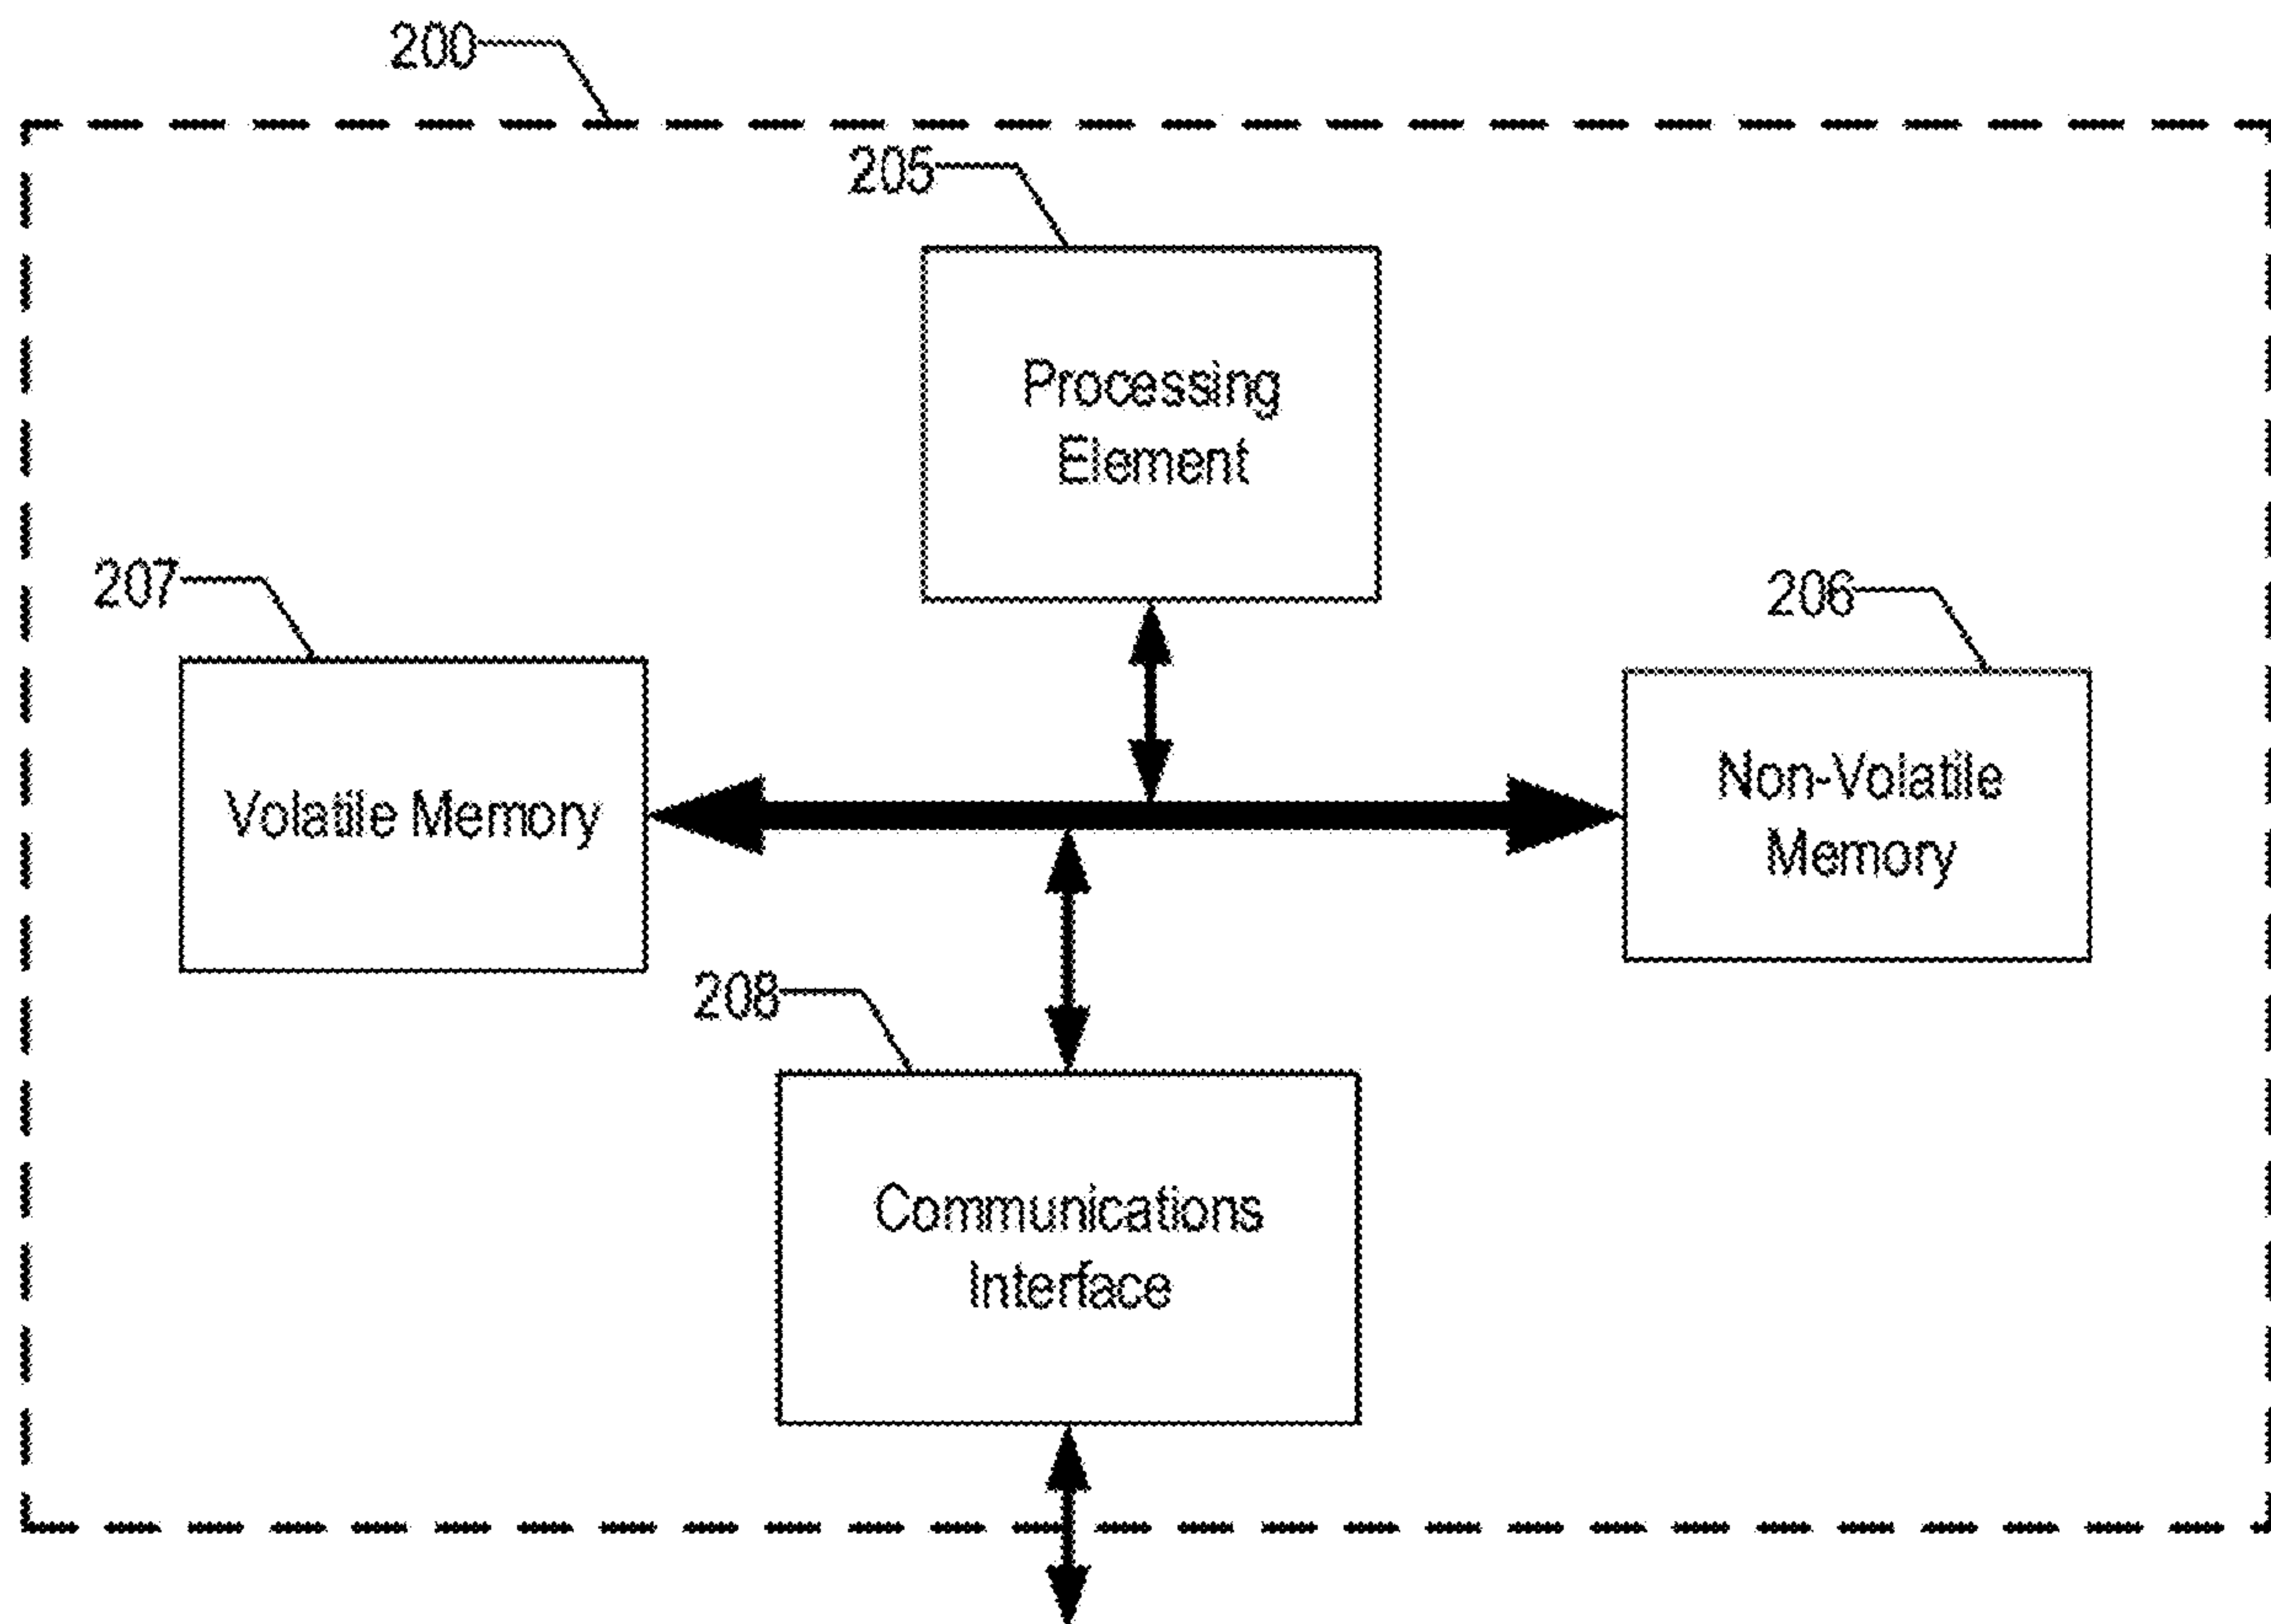 200
205
Processing
Element
207
206
Volatile Memory
Non-Volatile
Memory
208
Communications
Interface